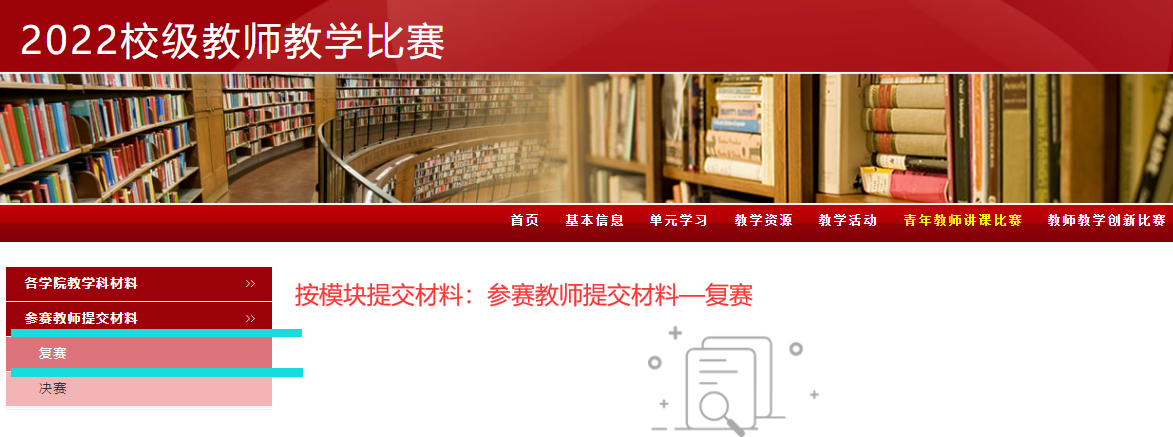 2022校级教师教学比赛
首页 基本信息 单元学习 教学资源 教学活动 青年教师讲课比赛 教师教学创新比赛
各学院教学科材料
按模块提交材料：参赛教师提交材料—复赛
参赛教师提交材料
复赛
决赛